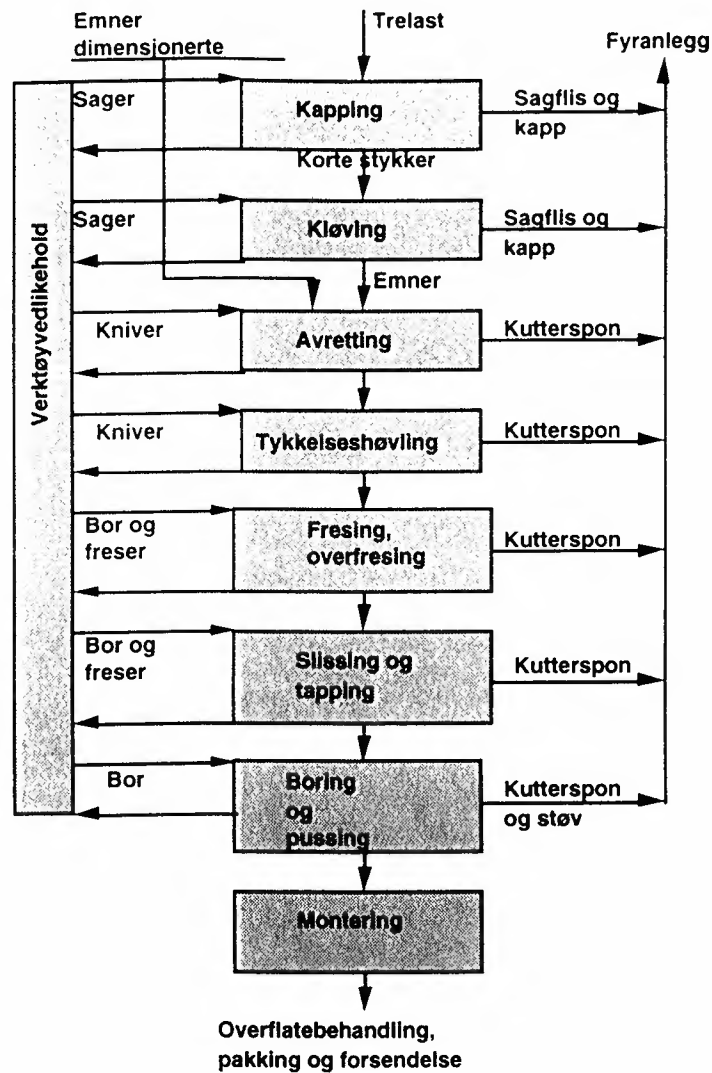 Emner
dimensjonerte
Trelast
Fyranlegg
Sager
Kapping
Sagflis og
kapp
Korte stykker
Sager
Kløving
Sagflis og
kapp
Emner
Verktøyvedlikehold
Kniver
Avretting
Kutterspon
Kniver
Tykkelseshøvling
Kutterspon
Bor og
freser
Fresing,
overfresing
Kutterspon
Bor og
freser
Slissing og
tapping
Kutterspon
Bor
Boring
og
pussing
Kutterspon
og støv
Montering
Overflatebehandling,
pakking og forsendelse